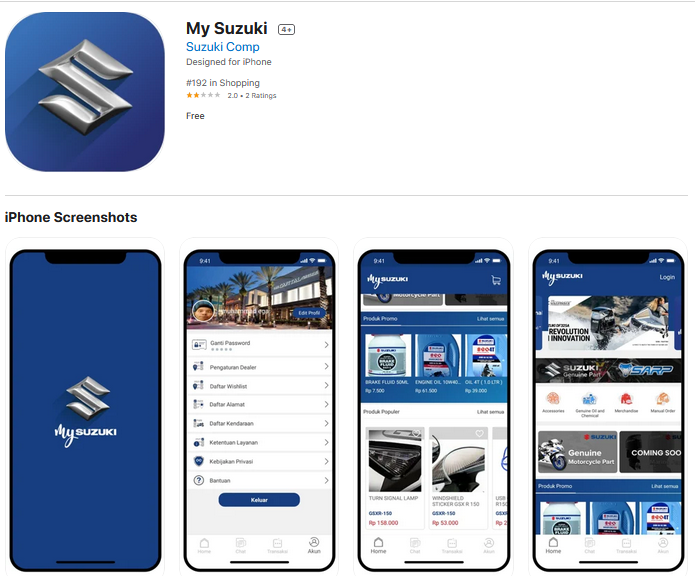 My Suzuki 4+
Suzuki Comp
Designed for iPhone
#192 in Shopping
2.0 • 2 Ratings
Free
iPhone Screenshots
My SUZUKI
9:41
Edit Profil
Ganti Password
Pengaturan Dealer
Daftar Wishlist
Daftar Alamat
Daftar Kendaraan
Ketentuan Layanan
Kebijakan Privasi
Bantuan
Keluar
Home Chat Transaksi Akun
9:41
My SUZUKI
Motorcycle Part
Produk Promo Lihat semua
BRAKE FLUID 50ML ENGINE OIL 10W40... OIL 4T ( 1.0 LTR )
Rp 7.500 Rp 61.500 Rp 39.000
Produk Populer Lihat semua
TURN SIGNAL LAMP WINDSHIELD STICKER GSX R 150 USB
GSXR-150 GSXR-150
Rp 158.000 Rp 53.000
Home Chat Transaksi Akun
9:41
My SUZUKI Login
REVOLUTION
INNOVATION
SUZUKI
Genuine Part
Accessories Genuine Oil and Chemical Merchandise Manual Order
SUZUKI
Genuine
Motorcycle Part
COMING SOO
Produk Promo Lihat semua
Home Chat Transaksi Akun